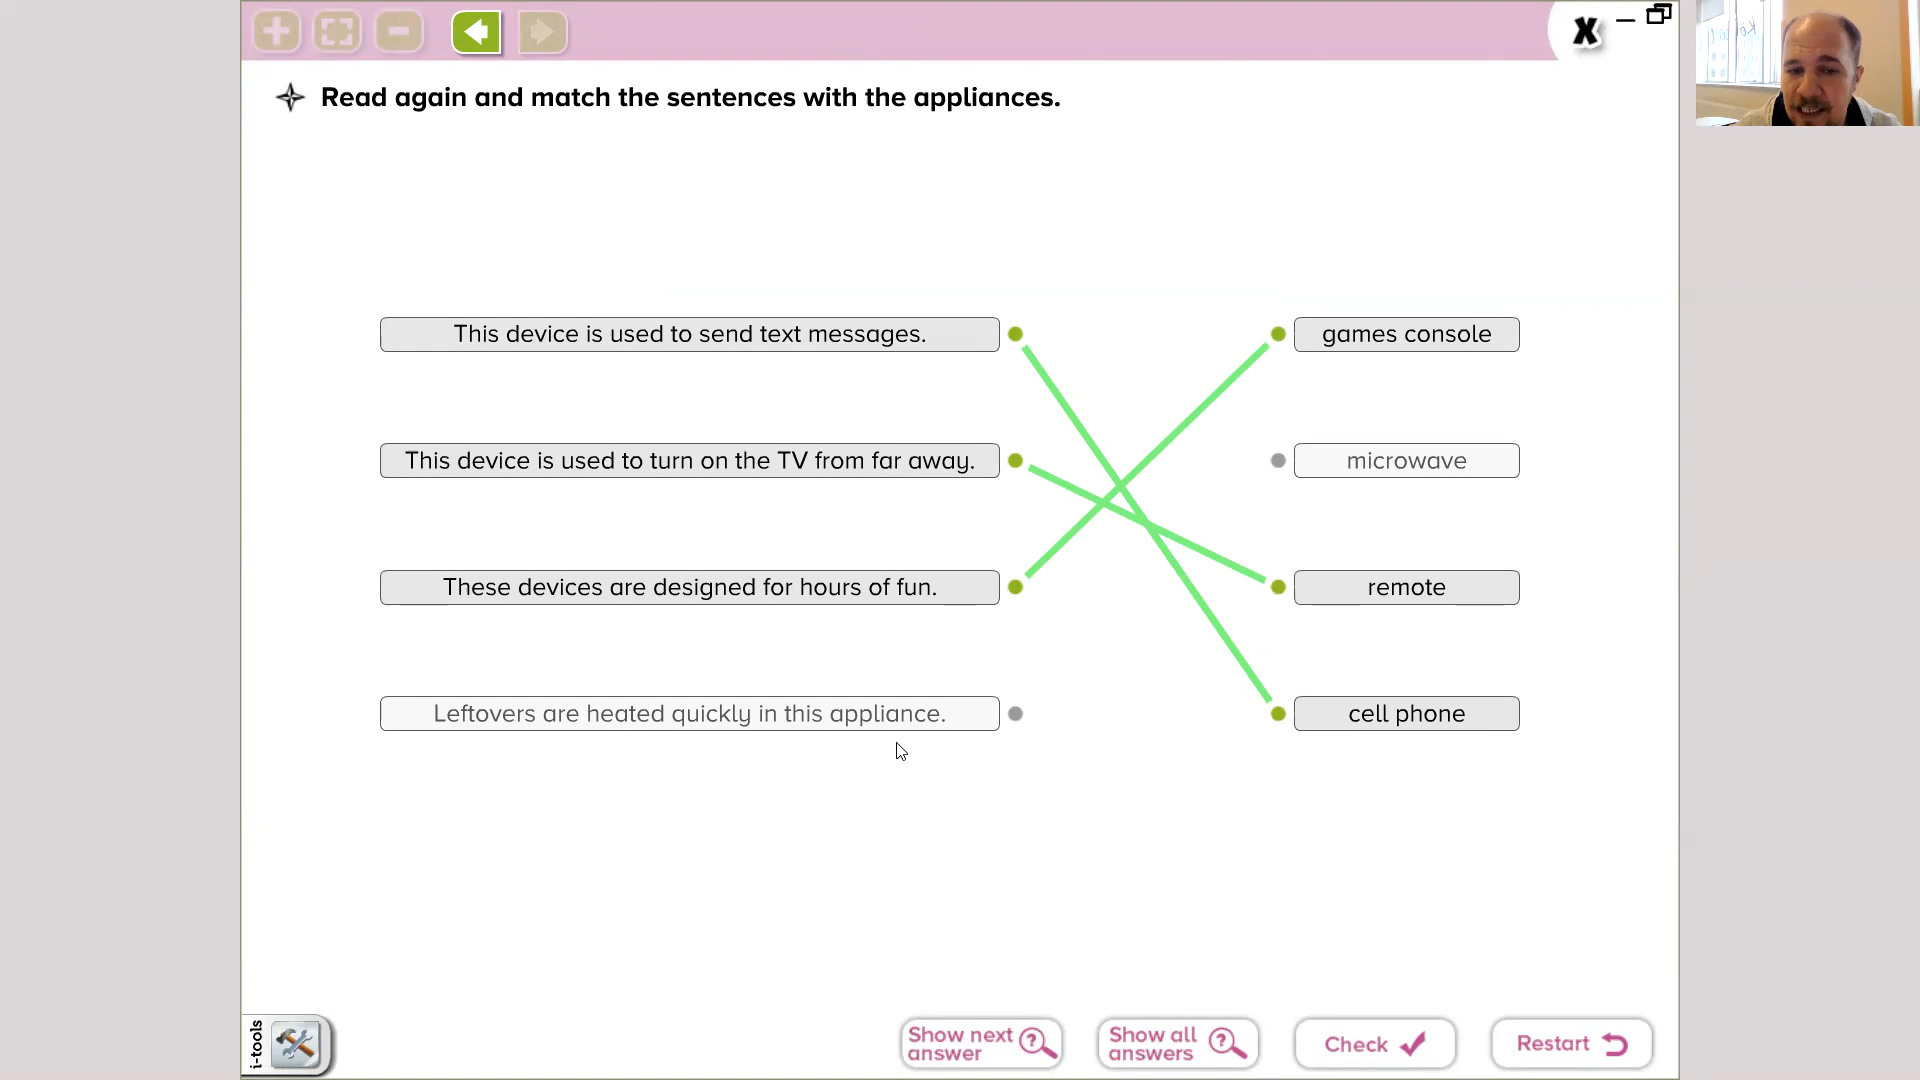 Read again and match the sentences with the appliances.
This device is used to send text messages.
games console
This device is used to turn on the TV from far away.
microwave
These devices are designed for hours of fun.
remote
Leftovers are heated quickly in this appliance.
cell phone
i-tools
Show next
answer
Show all
answers
Check
Restart